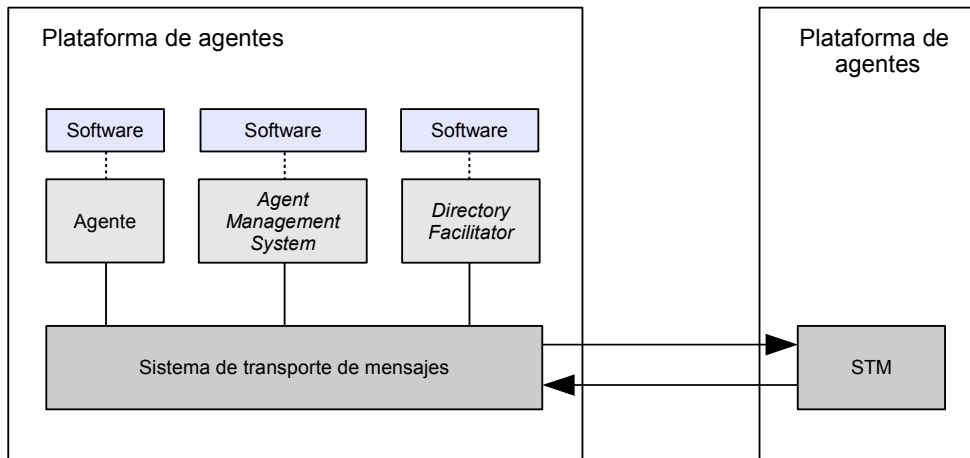 Plataforma de agentes
Plataforma de
agentes
Software
Software
Software
Agente
Agent
Management
System
Directory
Facilitator
Sistema de transporte de mensajes
STM